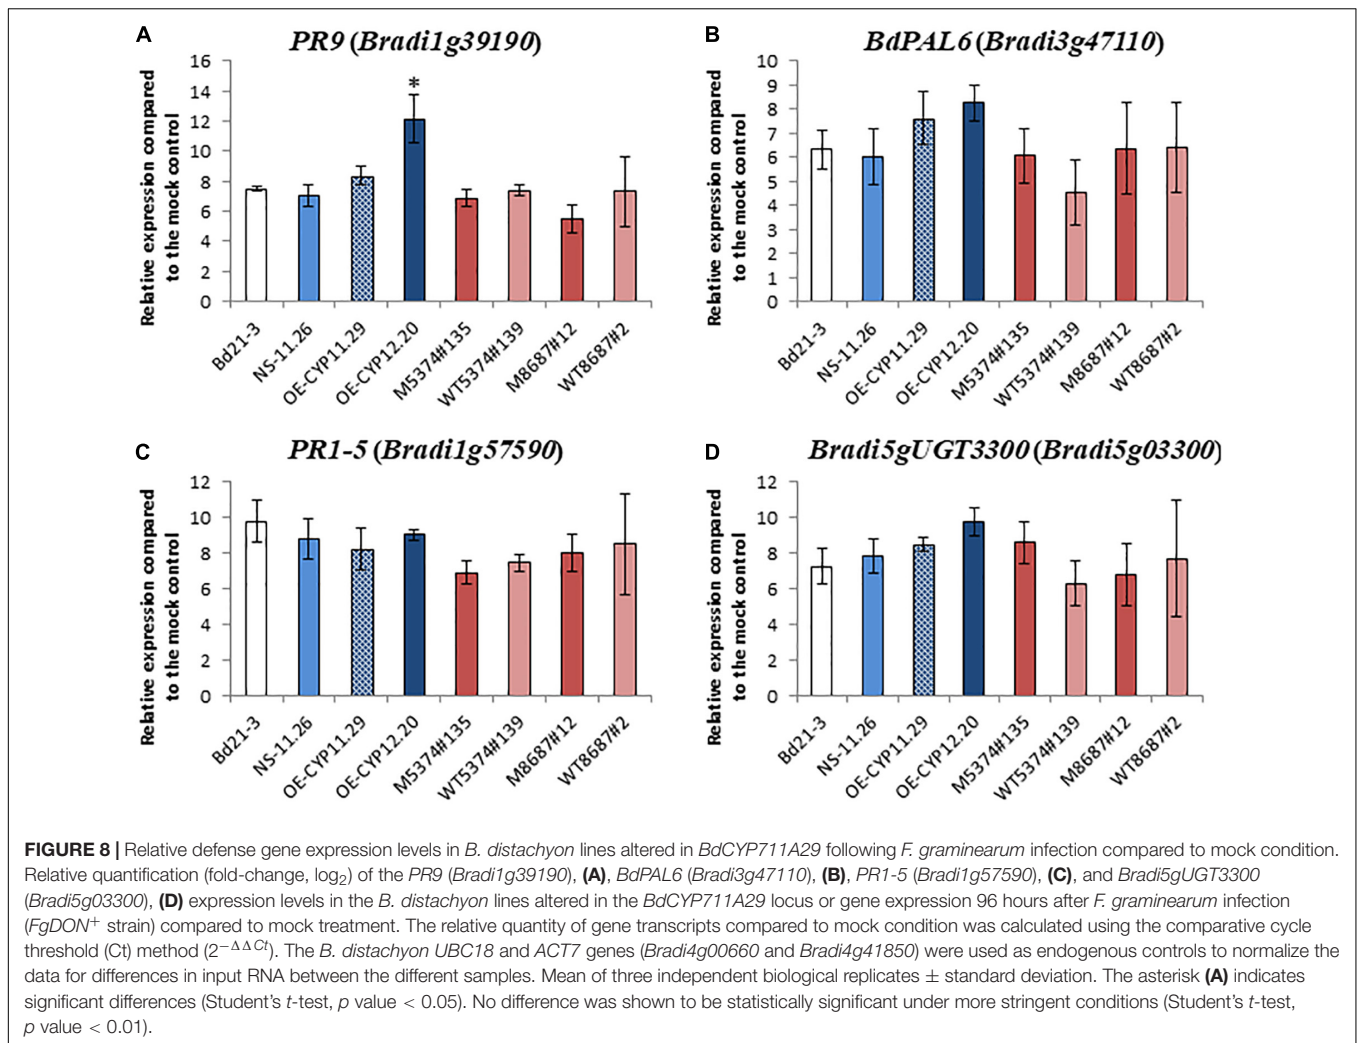 A
PR9 (Bradi1g39190)
Relative expression compared
to the mock control
16
14
12
10
8
6
4
2
0
*
Bd21-3
NS-11.26
OE-CYP11.29
OE-CYP12.20
M5374#135
WT5374#139
M8687#12
WT8687#2
B
BdPAL6 (Bradi3g47110)
Relative expression compared
to the mock control
10
9
8
7
6
5
4
3
2
1
0
Bd21-3
NS-11.26
OE-CYP11.29
OE-CYP12.20
M5374#135
WT5374#139
M8687#12
WT8687#2
C
PR1-5 (Bradi1g57590)
Relative expression compared
to the mock control
12
10
8
6
4
2
0
Bd21-3
NS-11.26
OE-CYP11.29
OE-CYP12.20
M5374#135
WT5374#139
M8687#12
WT8687#2
D
Bradi5gUGT3300 (Bradi5g03300)
Relative expression compared
to the mock control
12
10
8
6
4
2
0
Bd21-3
NS-11.26
OE-CYP11.29
OE-CYP12.20
M5374#135
WT5374#139
M8687#12
WT8687#2
FIGURE 8 | Relative defense gene expression levels in B. distachyon lines altered in BdCYP711A29 following F. graminearum infection compared to mock condition.
Relative quantification (fold-change, log₂) of the PR9 (Bradi1g39190), (A), BdPAL6 (Bradi3g47110), (B), PR1-5 (Bradi1g57590), (C), and Bradi5gUGT3300
(Bradi5g03300), (D) expression levels in the B. distachyon lines altered in the BdCYP711A29 locus or gene expression 96 hours after F. graminearum infection
(FgDON⁺ strain) compared to mock treatment. The relative quantity of gene transcripts compared to mock condition was calculated using the comparative cycle
threshold (Ct) method (2^−ΔΔCt). The B. distachyon UBC18 and ACT7 genes (Bradi4g00660 and Bradi4g41850) were used as endogenous controls to normalize the
data for differences in input RNA between the different samples. Mean of three independent biological replicates ± standard deviation. The asterisk (A) indicates
significant differences (Student's t-test, p value < 0.05). No difference was shown to be statistically significant under more stringent conditions (Student's t-test,
p value < 0.01).